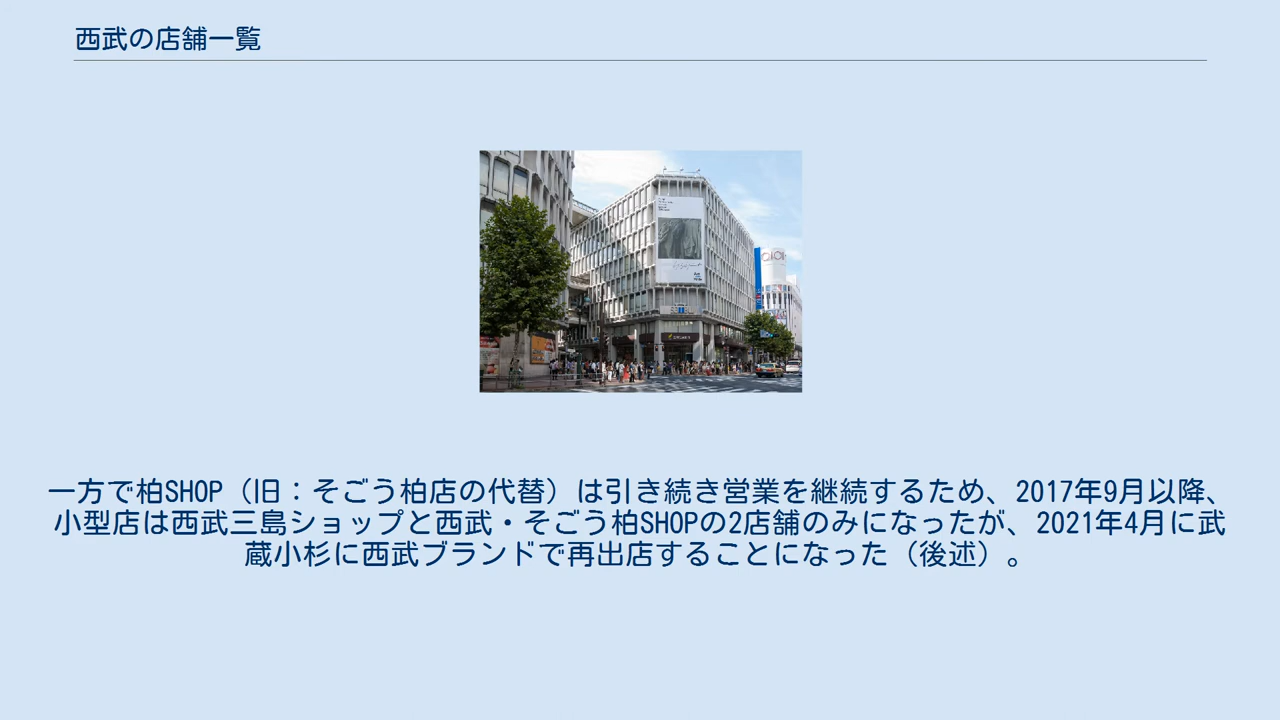 西武の店舗一覧
一方で柏SHOP（旧：そごう柏店の代替）は引き続き営業を継続するため、2017年9月以降、
小型店は西武三島ショップと西武・そごう柏SHOPの2店舗のみになったが、2021年4月に武
蔵小杉に西武ブランドで再出店することになった（後述）。